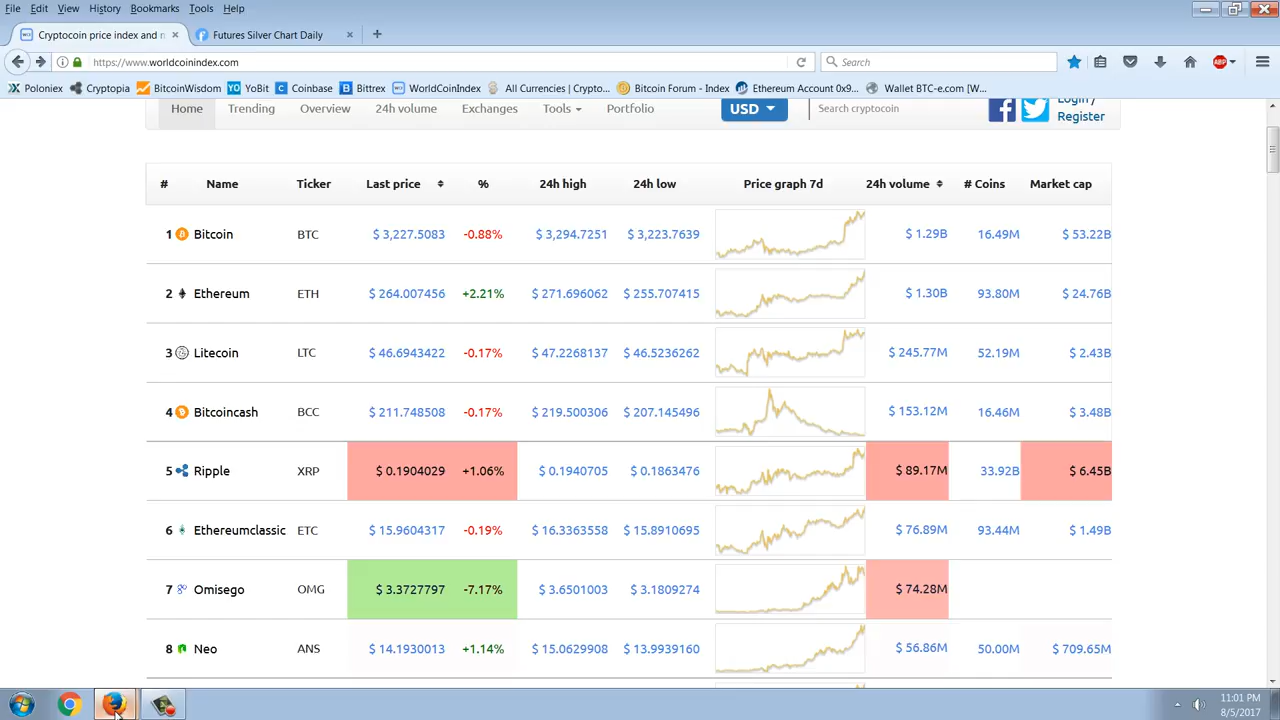 File Edit View History Bookmarks Tools Help
Cryptocoin price index and n × Futures Silver Chart Daily × +
https://www.worldcoinindex.com Search ABP
Poloniex Cryptopia BitcoinWisdom YO YoBit Coinbase B Bittrex WorldCoinIndex All Currencies | Crypto... Bitcoin Forum - Index Ethereum Account 0x9... Wallet BTC-e.com [W...
Home Trending Overview 24h volume Exchanges Tools Portfolio USD Search cryptocoin Login / Register
# Name Ticker Last price % 24h high 24h low Price graph 7d 24h volume # Coins Market cap
1 Bitcoin BTC $ 3,227.5083 -0.88% $ 3,294.7251 $ 3,223.7639 $ 1.29B 16.49M $ 53.22B
2 Ethereum ETH $ 264.007456 +2.21% $ 271.696062 $ 255.707415 $ 1.30B 93.80M $ 24.76B
3 Litecoin LTC $ 46.6943422 -0.17% $ 47.2268137 $ 46.5236262 $ 245.77M 52.19M $ 2.43B
4 Bitcoincash BCC $ 211.748508 -0.17% $ 219.500306 $ 207.145496 $ 153.12M 16.46M $ 3.48B
5 Ripple XRP $ 0.1904029 +1.06% $ 0.1940705 $ 0.1863476 $ 89.17M 33.92B $ 6.45B
6 Ethereumclassic ETC $ 15.9604317 -0.19% $ 16.3363558 $ 15.8910695 $ 76.89M 93.44M $ 1.49B
7 Omisego OMG $ 3.3727797 -7.17% $ 3.6501003 $ 3.1809274 $ 74.28M
8 Neo ANS $ 14.1930013 +1.14% $ 15.0629908 $ 13.9939160 $ 56.86M 50.00M $ 709.65M
11:01 PM
8/5/2017